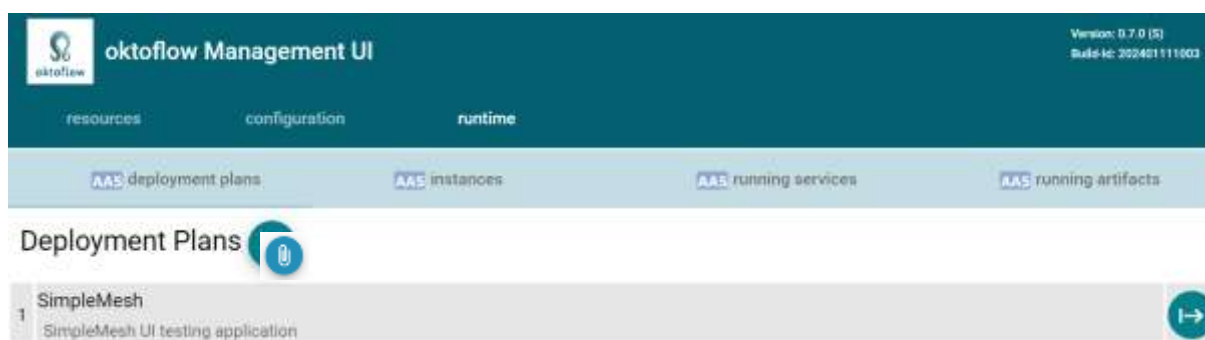 oktoflow
oktoflow Management UI
Version: 0.7.0 (S)
Build-Id: 202401111003
resources configuration runtime
AAS deployment plans AAS instances AAS running services AAS running artifacts
Deployment Plans
1
SimpleMesh
SimpleMesh UI testing application